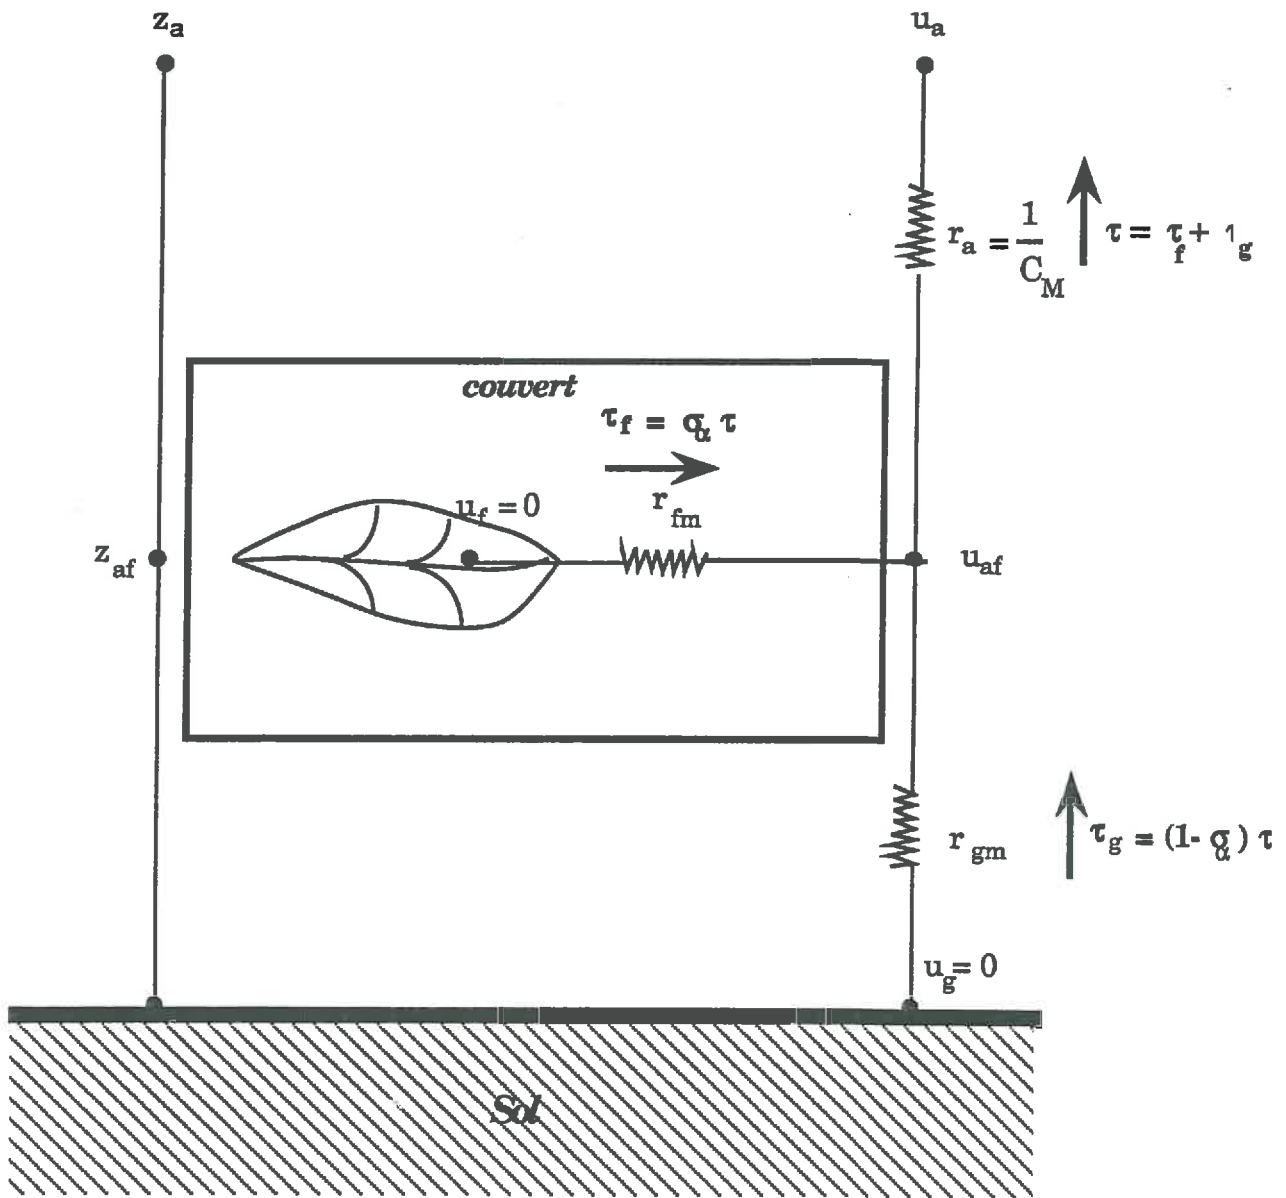 z_a
u_a
r_a = 1/C_M
τ = τ_f + τ_g
couvert
τ_f = σ_α τ
r_fm
u_f = 0
z_af
u_af
r_gm
τ_g = (1- σ_α) τ
u_g = 0
Sol